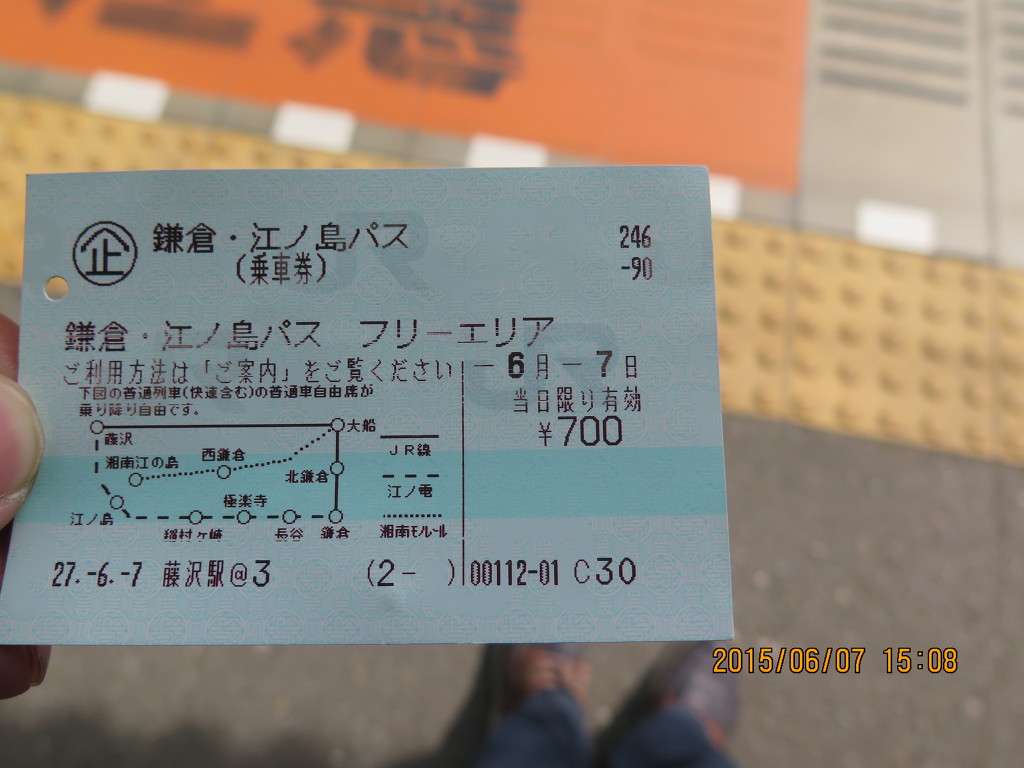 企 鎌倉・江ノ島パス
(乗車券)
246
-90
鎌倉・江ノ島パス フリーエリア
ご利用方法は「ご案内」をご覧ください
- 6月- 7日
下図の普通列車(快速含む)の普通車自由席が
乗り降り自由です。
当日限り有効
¥700
藤沢
大船
JR線
湘南江の島
西鎌倉
北鎌倉
江ノ電
江ノ島
極楽寺
稲村ヶ崎
長谷
鎌倉
湘南モノレール
27.-6.-7 藤沢駅@3 (2- ) 00112-01 C30
2015/06/07 15:08